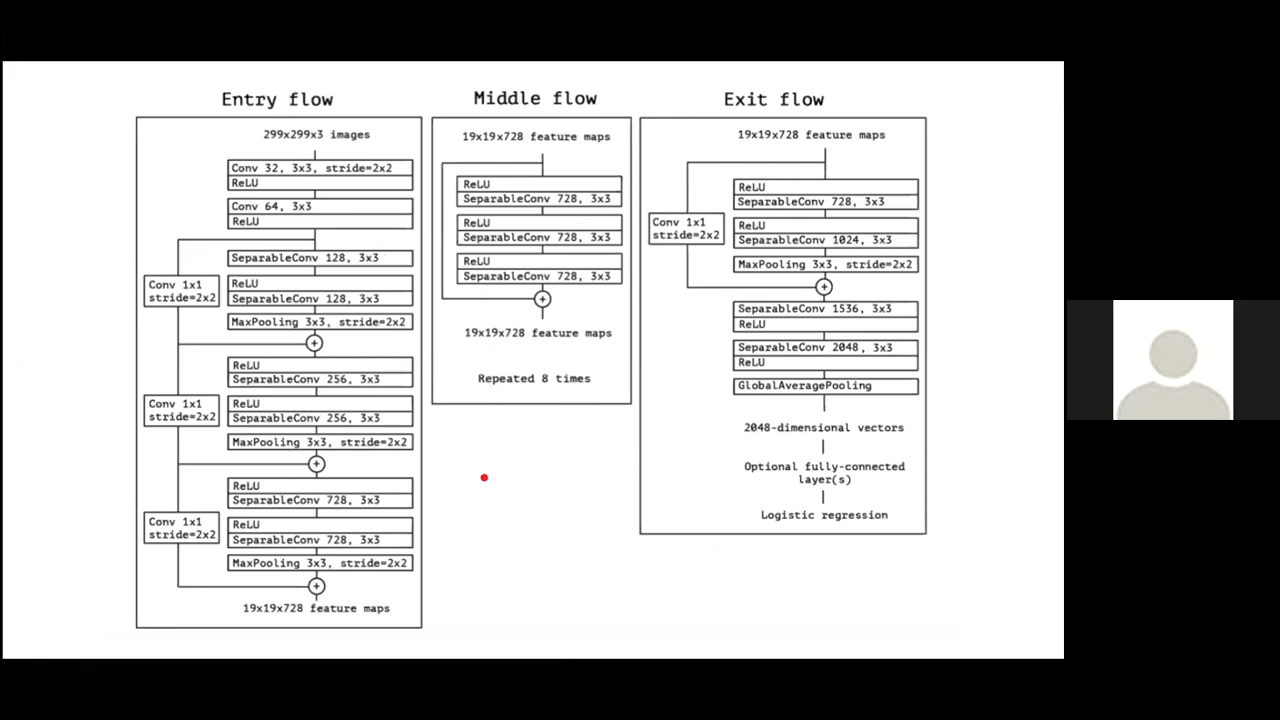 Entry flow
299x299x3 images
Conv 32, 3x3, stride=2x2
ReLU
Conv 64, 3x3
ReLU
SeparableConv 128, 3x3
Conv 1x1
stride=2x2
ReLU
SeparableConv 128, 3x3
MaxPooling 3x3, stride=2x2
+
ReLU
SeparableConv 256, 3x3
Conv 1x1
stride=2x2
ReLU
SeparableConv 256, 3x3
MaxPooling 3x3, stride=2x2
+
ReLU
SeparableConv 728, 3x3
Conv 1x1
stride=2x2
ReLU
SeparableConv 728, 3x3
MaxPooling 3x3, stride=2x2
+
19x19x728 feature maps
Middle flow
19x19x728 feature maps
ReLU
SeparableConv 728, 3x3
ReLU
SeparableConv 728, 3x3
ReLU
SeparableConv 728, 3x3
+
19x19x728 feature maps
Repeated 8 times
Exit flow
19x19x728 feature maps
ReLU
SeparableConv 728, 3x3
Conv 1x1
stride=2x2
ReLU
SeparableConv 1024, 3x3
MaxPooling 3x3, stride=2x2
+
SeparableConv 1536, 3x3
ReLU
SeparableConv 2048, 3x3
ReLU
GlobalAveragePooling
2048-dimensional vectors
Optional fully-connected
layer(s)
Logistic regression